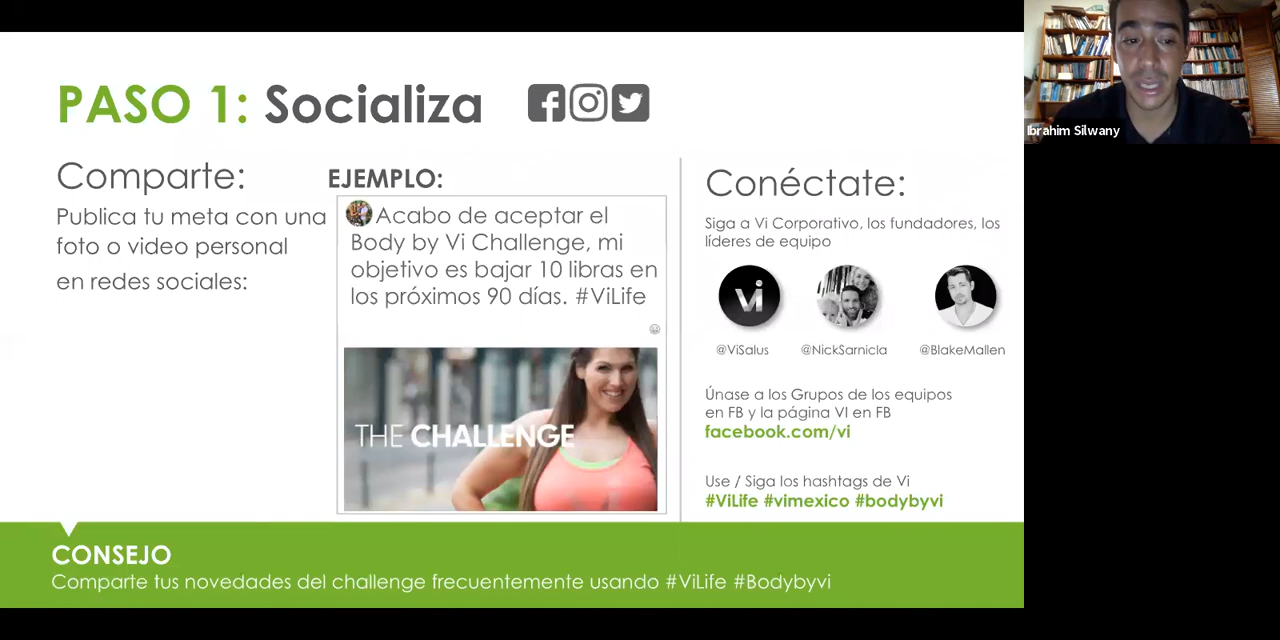 PASO 1: Socializa
Comparte:
Publica tu meta con una
foto o video personal
en redes sociales:
EJEMPLO:
Acabo de aceptar el
Body by Vi Challenge, mi
objetivo es bajar 10 libras en
los próximos 90 días. #ViLife
THE CHALLENGE
Conéctate:
Siga a Vi Corporativo, los fundadores, los
líderes de equipo
vi
@ViSalus @NickSarnicla @BlakeMallen
Únase a los Grupos de los equipos
en FB y la página VI en FB
facebook.com/vi
Use / Siga los hashtags de Vi
#ViLife #vimexico #bodybyvi
CONSEJO
Comparte tus novedades del challenge frecuentemente usando #ViLife #Bodybyvi
Ibrahim Silwany